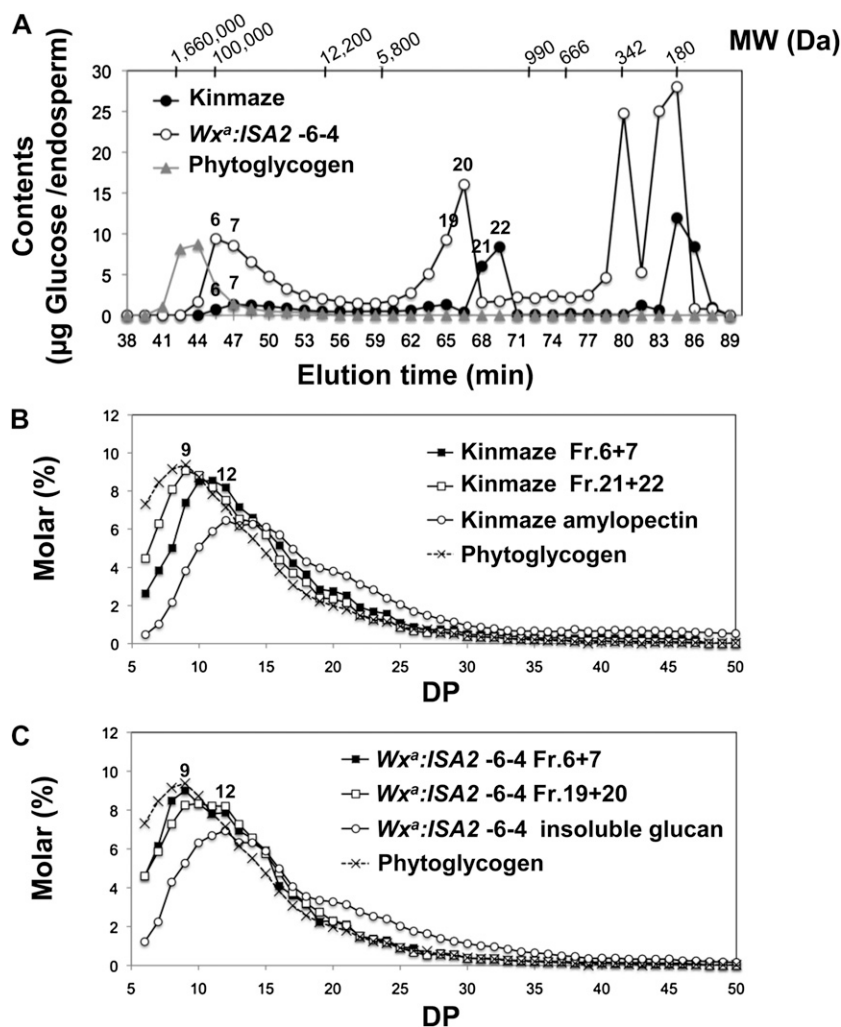 A
1,660,000 100,000 12,200 5,800 990 666 342 180 MW (Da)
Contents
(µg Glucose /endosperm)
30
25
20
15
10
5
0
Kinmaze
Wxᵃ:ISA2 -6-4
Phytoglycogen
6 7 6 7 19 20 21 22
38 41 44 47 50 53 56 59 62 65 68 71 74 77 80 83 86 89
Elution time (min)
B
Molar (%)
12
10
8
6
4
2
0
9
12
Kinmaze Fr.6+7
Kinmaze Fr.21+22
Kinmaze amylopectin
Phytoglycogen
5 10 15 20 25 30 35 40 45 50
DP
C
Molar (%)
12
10
8
6
4
2
0
9
12
Wxᵃ:ISA2 -6-4 Fr.6+7
Wxᵃ:ISA2 -6-4 Fr.19+20
Wxᵃ:ISA2 -6-4 insoluble glucan
Phytoglycogen
5 10 15 20 25 30 35 40 45 50
DP